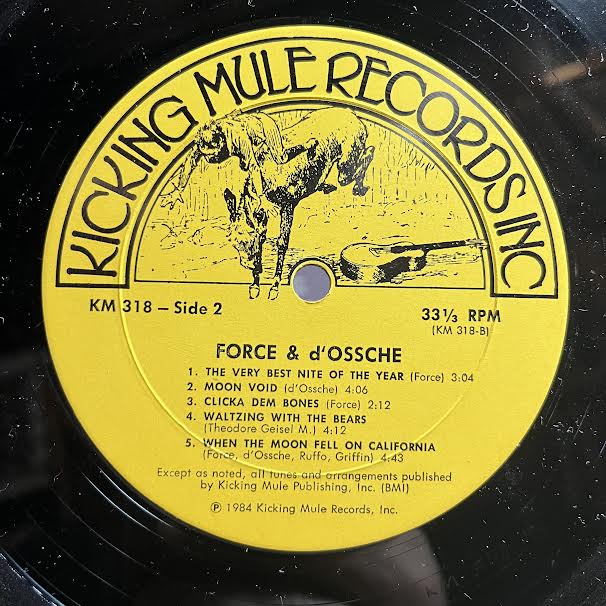 KICKING MULE RECORDS INC
KM 318 – Side 2
33⅓ RPM
(KM 318-B)
FORCE & d'OSSCHE
1. THE VERY BEST NITE OF THE YEAR (Force) 3:04
2. MOON VOID (d'Ossche) 4:06
3. CLICKA DEM BONES (Force) 2:12
4. WALTZING WITH THE BEARS
(Theodore Geisel M.) 4:12
5. WHEN THE MOON FELL ON CALIFORNIA
(Force, d'Ossche, Ruffo, Griffin) 4:43
Except as noted, all tunes and arrangements published
by Kicking Mule Publishing, Inc. (BMI)
℗ 1984 Kicking Mule Records, Inc.